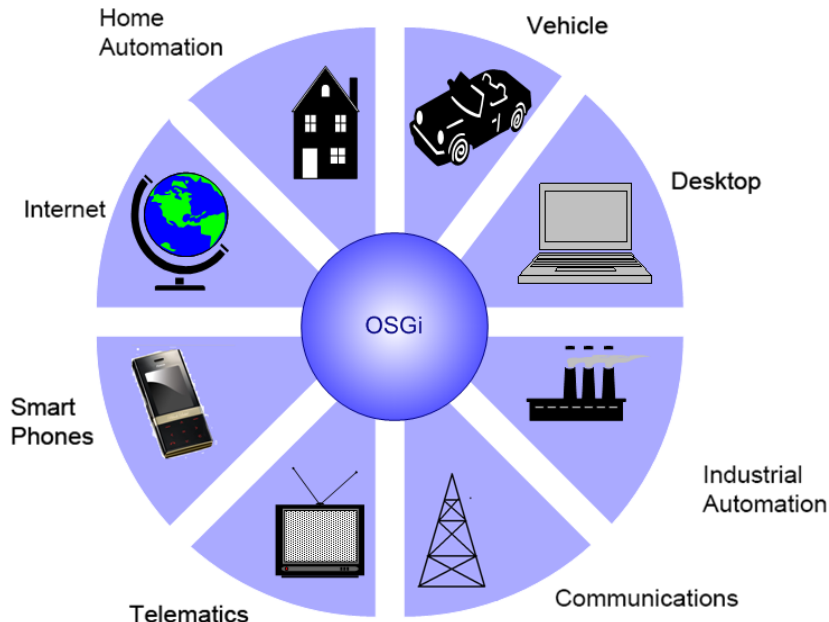 Home
Automation
Vehicle
Desktop
Internet
OSGi
Smart
Phones
Industrial
Automation
Communications
Telematics